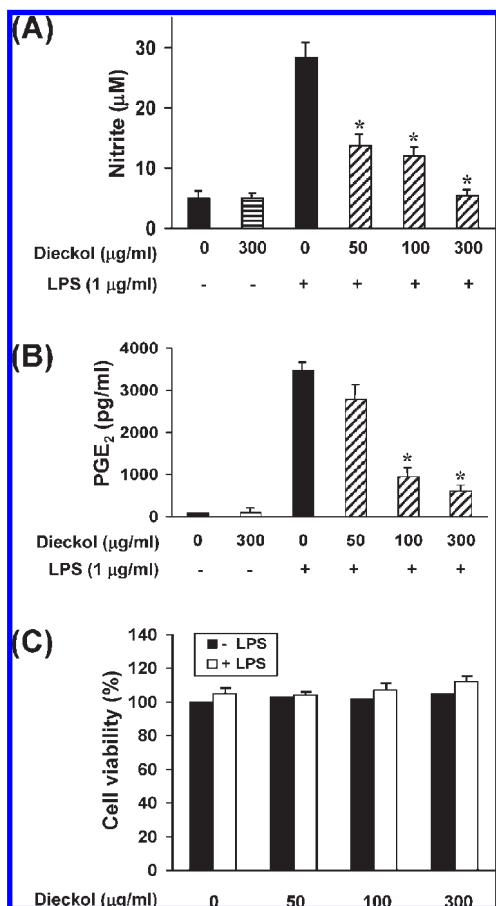 (A)
Nitrite (μM)
30
20
10
0
* * *
Dieckol (μg/ml) 0 300 0 50 100 300
LPS (1 μg/ml) - - + + + +
(B)
PGE₂ (pg/ml)
4000
3000
2000
1000
0
* *
Dieckol (μg/ml) 0 300 0 50 100 300
LPS (1 μg/ml) - - + + + +
(C)
Cell viability (%)
140
120
100
80
60
40
20
0
- LPS
+ LPS
Dieckol (μg/ml) 0 50 100 300